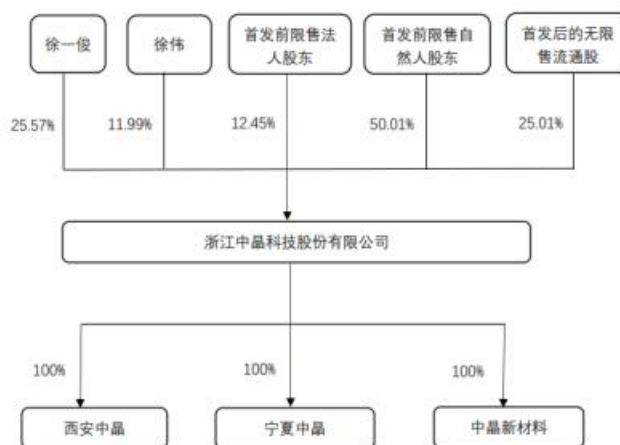 徐一俊
徐伟
首发前限售法
人股东
首发前限售自
然人股东
首发后的无限
售流通股
25.57%
11.99%
12.45%
50.01%
25.01%
浙江中晶科技股份有限公司
100%
100%
100%
西安中晶
宁夏中晶
中晶新材料